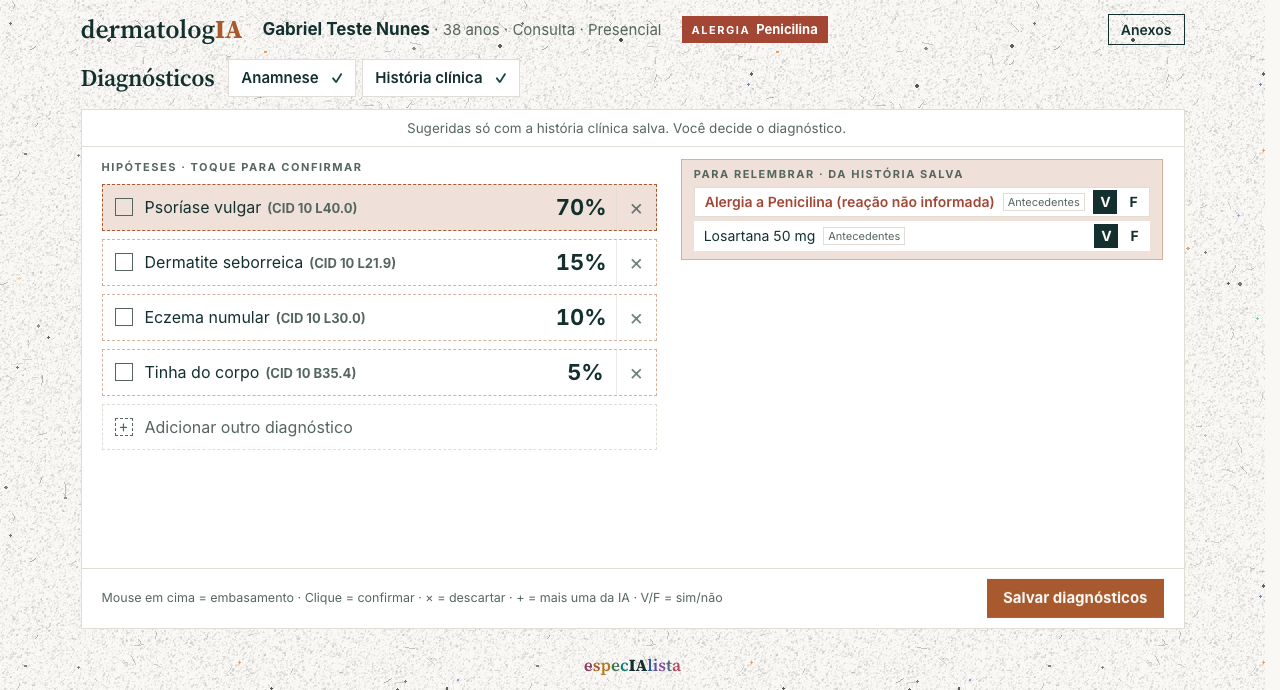 dermatologIA Gabriel Teste Nunes · 38 anos · Consulta · Presencial ALERGIA Penicilina Anexos
Diagnósticos Anamnese ✓ História clínica ✓
Sugeridas só com a história clínica salva. Você decide o diagnóstico.
HIPÓTESES · TOQUE PARA CONFIRMAR
Psoríase vulgar (CID 10 L40.0) 70% ×
Dermatite seborreica (CID 10 L21.9) 15% ×
Eczema numular (CID 10 L30.0) 10% ×
Tinha do corpo (CID 10 B35.4) 5% ×
+ Adicionar outro diagnóstico
PARA RELEMBRAR · DA HISTÓRIA SALVA
Alergia a Penicilina (reação não informada) Antecedentes V F
Losartana 50 mg Antecedentes V F
Mouse em cima = embasamento · Clique = confirmar · × = descartar · + = mais uma da IA · V/F = sim/não
Salvar diagnósticos
especIAlista